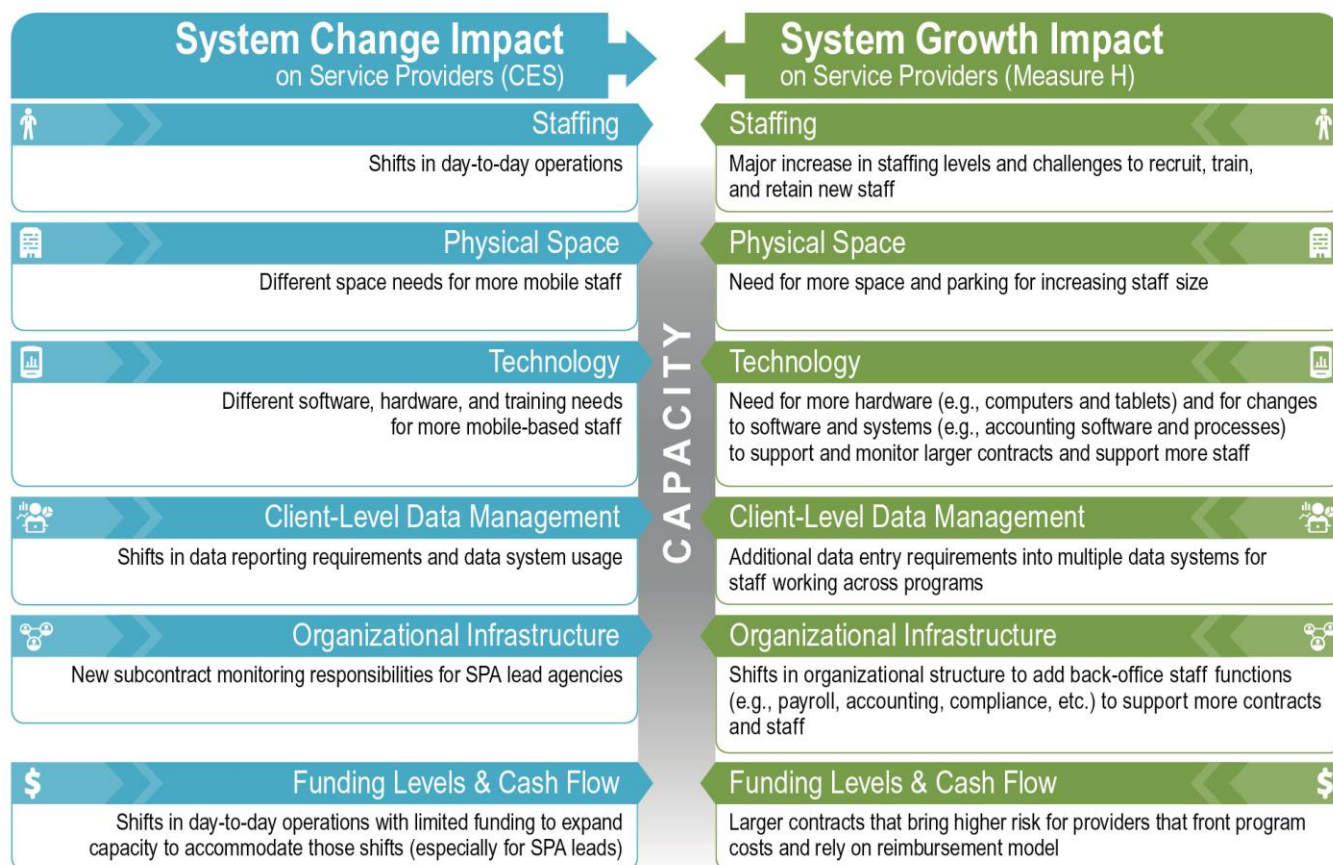 System Change Impact
on Service Providers (CES)
System Growth Impact
on Service Providers (Measure H)
CAPACITY
Staffing
Shifts in day-to-day operations
Staffing
Major increase in staffing levels and challenges to recruit, train,
and retain new staff
Physical Space
Different space needs for more mobile staff
Physical Space
Need for more space and parking for increasing staff size
Technology
Different software, hardware, and training needs
for more mobile-based staff
Technology
Need for more hardware (e.g., computers and tablets) and for changes
to software and systems (e.g., accounting software and processes)
to support and monitor larger contracts and support more staff
Client-Level Data Management
Shifts in data reporting requirements and data system usage
Client-Level Data Management
Additional data entry requirements into multiple data systems for
staff working across programs
Organizational Infrastructure
New subcontract monitoring responsibilities for SPA lead agencies
Organizational Infrastructure
Shifts in organizational structure to add back-office staff functions
(e.g., payroll, accounting, compliance, etc.) to support more contracts
and staff
$
Funding Levels & Cash Flow
Shifts in day-to-day operations with limited funding to expand
capacity to accommodate those shifts (especially for SPA leads)
Funding Levels & Cash Flow
$
Larger contracts that bring higher risk for providers that front program
costs and rely on reimbursement model